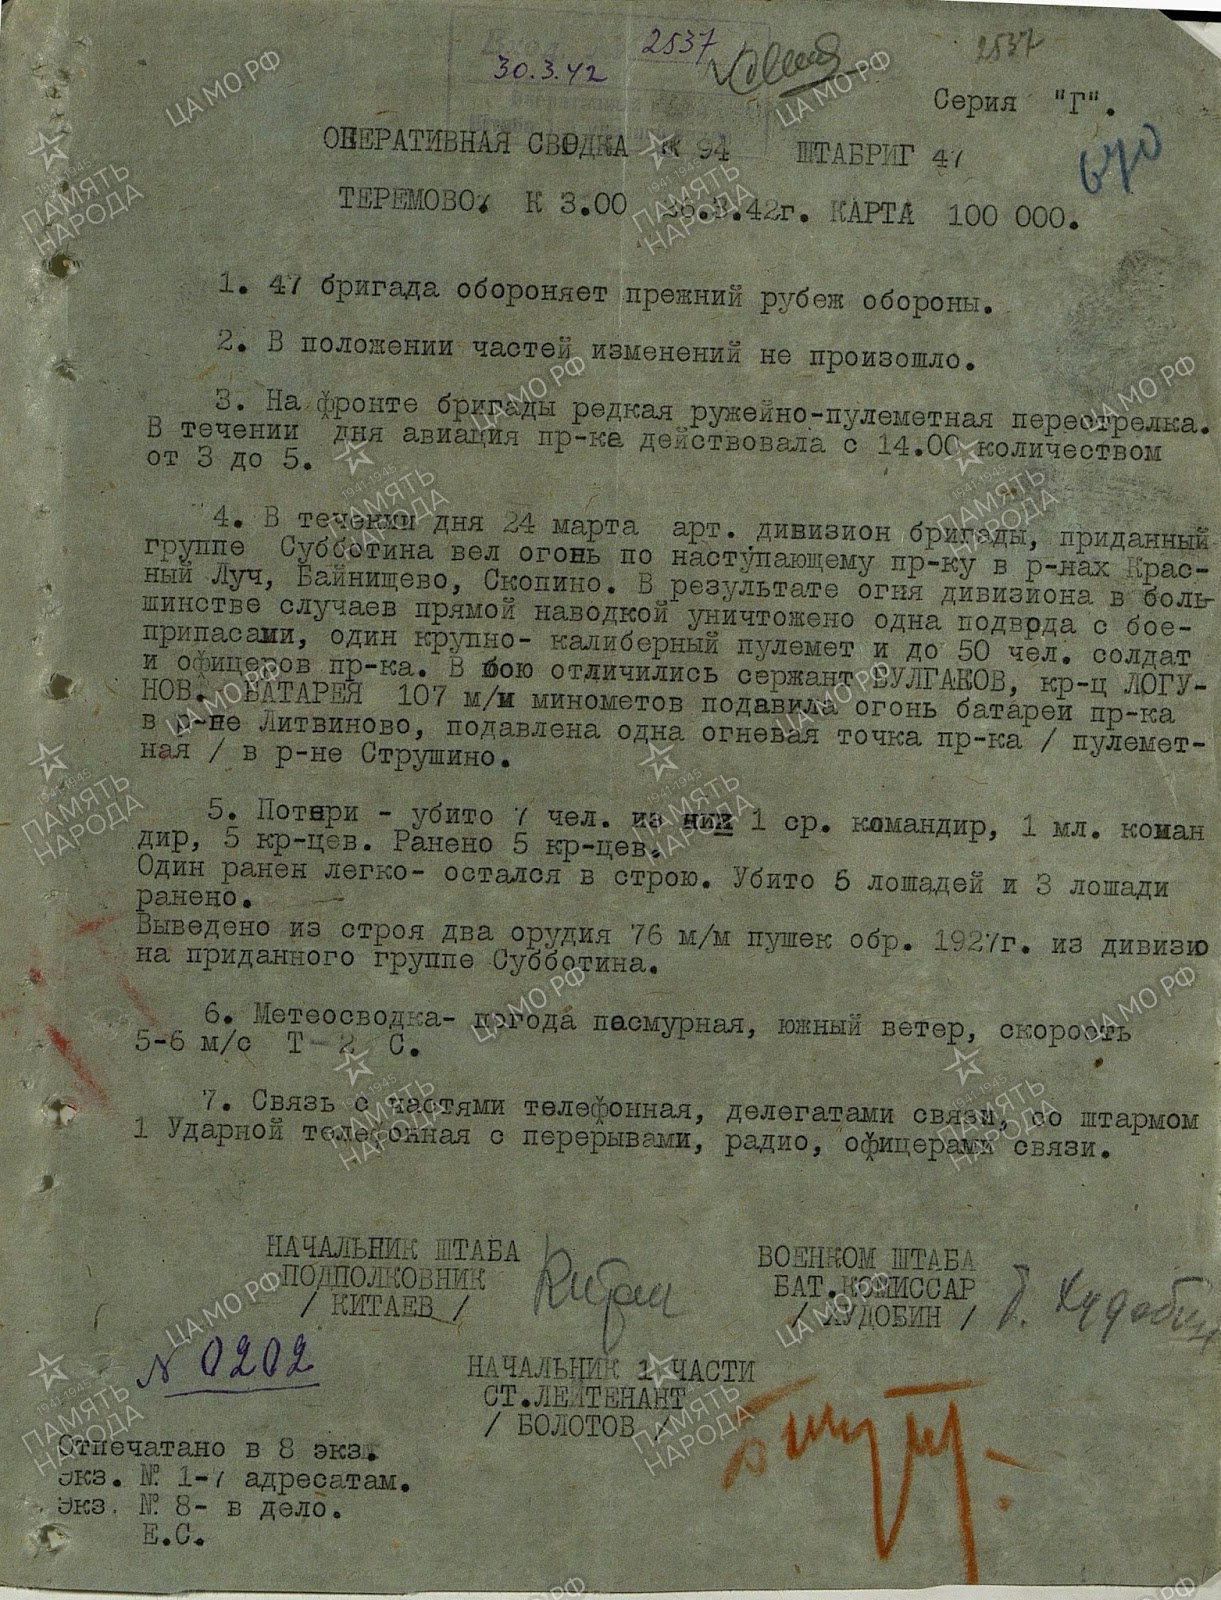 2537
30.3.42
2537
Серия "Г".
ОПЕРАТИВНАЯ СВОДКА № 94 ШТАБРИГ 47
ТЕРЕМОВО. К 3.00 26.3.42г. КАРТА 100 000.
1. 47 бригада обороняет прежний рубеж обороны.
2. В положении частей изменений не произошло.
3. На фронте бригады редкая ружейно-пулеметная перестрелка.
В течении дня авиация пр-ка действовала с 14.00 количеством
от 3 до 5.
4. В течении дня 24 марта арт. дивизион бригады, приданный
группе Субботина вел огонь по наступающему пр-ку в р-нах Крас-
ный Луч, Байнищево, Скопино. В результате огня дивизиона в боль-
шинстве случаев прямой наводкой уничтожено одна подвода с бое-
припасами, один крупно- калиберный пулемет и до 50 чел. солдат
и офицеров пр-ка. В бою отличились сержант БУЛГАКОВ, кр-ц ЛОГУ-
НОВ. БАТАРЕЯ 107 м/м минометов подавила огонь батареи пр-ка
в р-не Литвиново, подавлена одна огневая точка пр-ка / пулемет-
ная / в р-не Струшино.
5. Потери - убито 7 чел. из них 1 ср. командир, 1 мл. коман
дир, 5 кр-цев. Ранено 5 кр-цев.
Один ранен легко- остался в строю. Убито 5 лошадей и 3 лошади
ранено.
Выведено из строя два орудия 76 м/м пушек обр. 1927г. из дивизио
на приданного группе Субботина.
6. Метеосводка- погода пасмурная, южный ветер, скорость
5-6 м/с Т - 2 С.
7. Связь с частями телефонная, делегатами связи, со штармом
1 Ударной телефонная с перерывами, радио, офицерами связи.
НАЧАЛЬНИК ШТАБА
ПОДПОЛКОВНИК
/ КИТАЕВ /
Китаев
ВОЕНКОМ ШТАБА
БАТ.КОМИССАР
/ ХУДОБИН /
Худобин
№ 0202
НАЧАЛЬНИК 1 ЧАСТИ
СТ.ЛЕЙТЕНАНТ
/ БОЛОТОВ /
Отпечатано в 8 экз.
экз. № 1-7 адресатам.
экз. № 8- в дело.
Е.С.
ЦА МО РФ
1941-1945
ПАМЯТЬ
НАРОДА